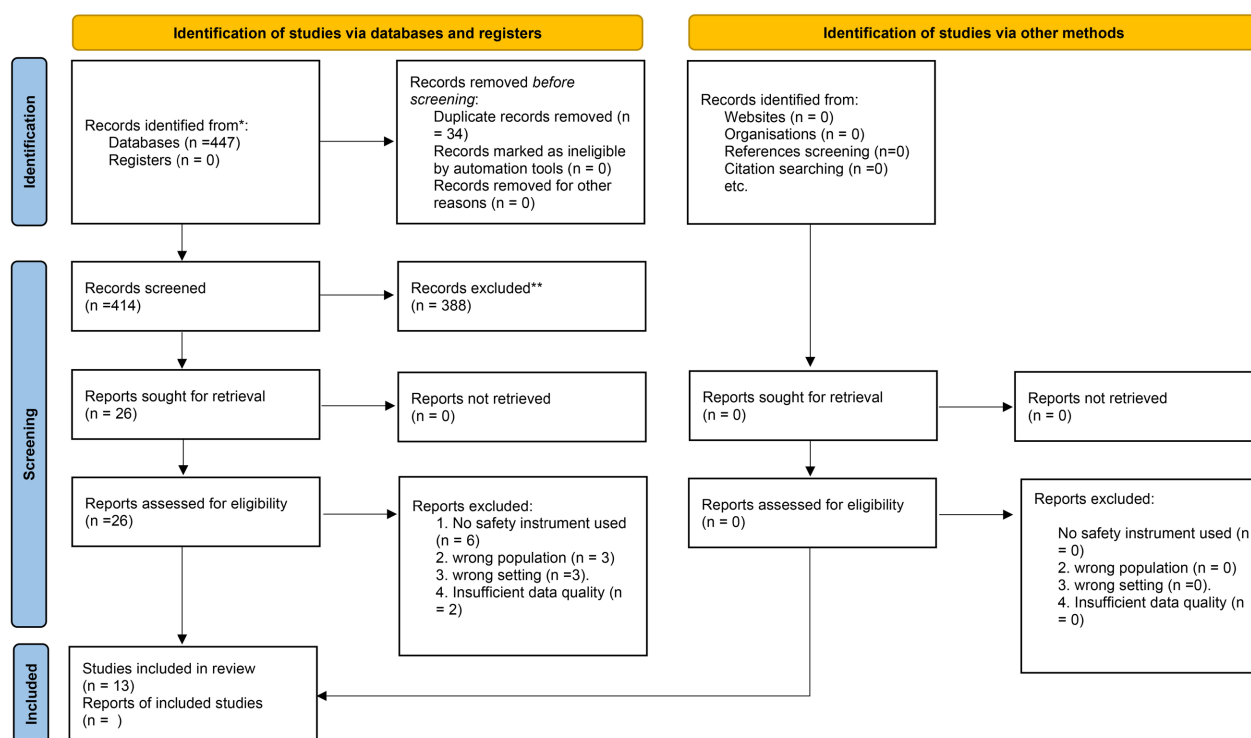 Identification of studies via databases and registers
Identification of studies via other methods
Identification
Records identified from*:
Databases (n =447)
Registers (n = 0)
Records removed before
screening:
Duplicate records removed (n
= 34)
Records marked as ineligible
by automation tools (n = 0)
Records removed for other
reasons (n = 0)
Records identified from:
Websites (n = 0)
Organisations (n = 0)
References screening (n=0)
Citation searching (n =0)
etc.
Screening
Records screened
(n =414)
Records excluded**
(n = 388)
Reports sought for retrieval
(n = 26)
Reports not retrieved
(n = 0)
Reports sought for retrieval
(n = 0)
Reports not retrieved
(n = 0)
Reports assessed for eligibility
(n =26)
Reports excluded:
1. No safety instrument used
(n = 6)
2. wrong population (n = 3)
3. wrong setting (n =3).
4. Insufficient data quality (n
= 2)
Reports assessed for eligibility
(n = 0)
Reports excluded:
No safety instrument used (n
= 0)
2. wrong population (n = 0)
3. wrong setting (n =0).
4. Insufficient data quality (n
= 0)
Included
Studies included in review
(n = 13)
Reports of included studies
(n = )